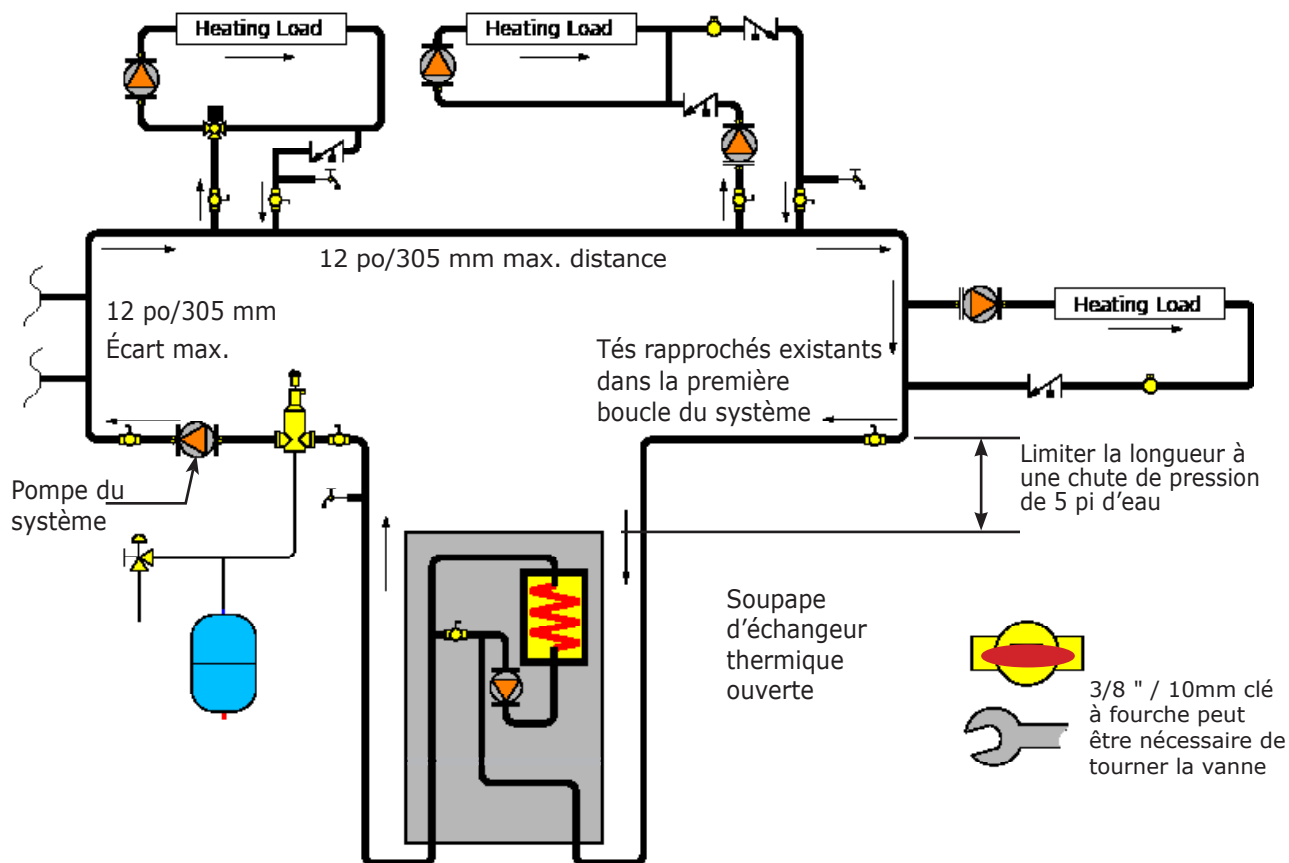 Heating Load
Heating Load
12 po/305 mm max. distance
12 po/305 mm
Écart max.
Heating Load
Tés rapprochés existants
dans la première
boucle du système
Limiter la longueur à
une chute de pression
de 5 pi d’eau
Pompe du
système
Soupape
d’échangeur
thermique
ouverte
3/8 " / 10mm clé
à fourche peut
être nécessaire de
tourner la vanne